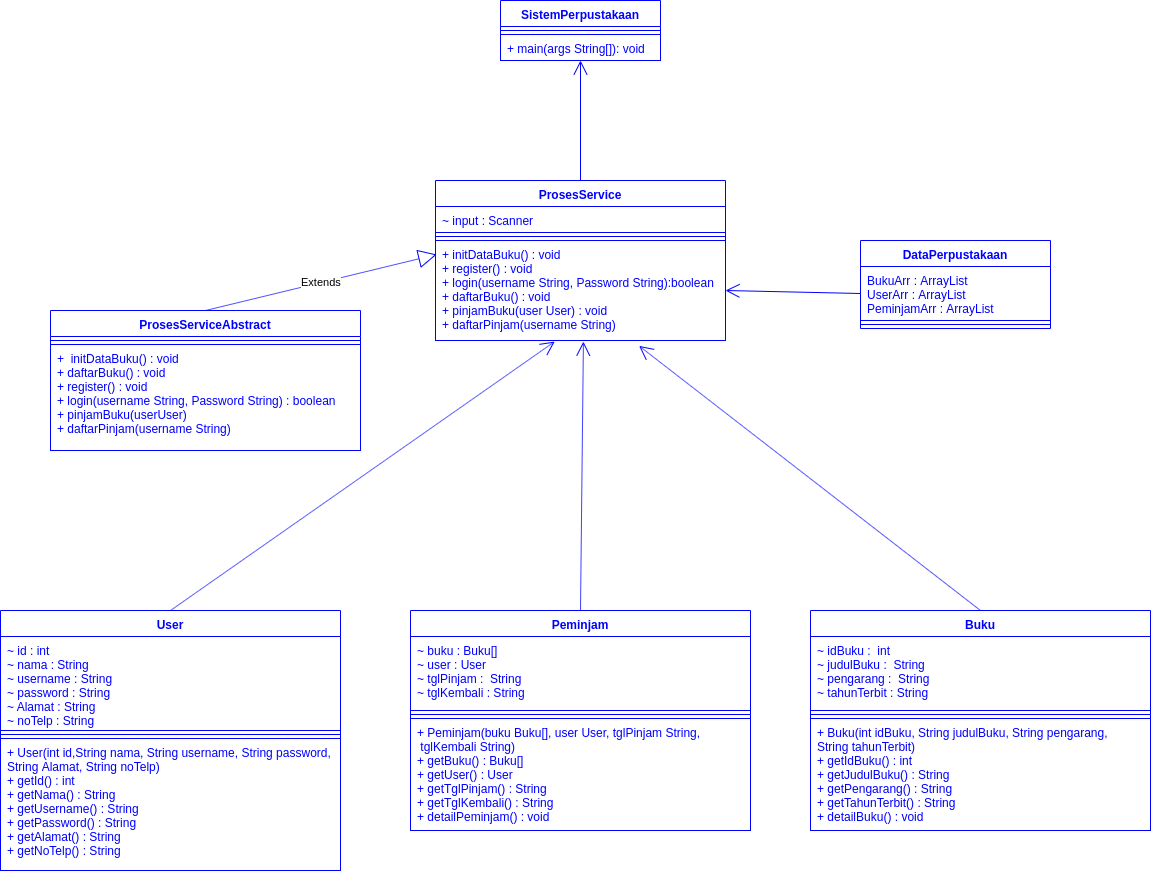 SistemPerpustakaan
+ main(args String[]): void
ProsesService
~ input : Scanner
+ initDataBuku() : void
+ register() : void
+ login(username String, Password String):boolean
+ daftarBuku() : void
+ pinjamBuku(user User) : void
+ daftarPinjam(username String)
DataPerpustakaan
BukuArr : ArrayList
UserArr : ArrayList
PeminjamArr : ArrayList
Extends
ProsesServiceAbstract
+  initDataBuku() : void
+ daftarBuku() : void
+ register() : void
+ login(username String, Password String) : boolean
+ pinjamBuku(userUser)
+ daftarPinjam(username String)
User
~ id : int
~ nama : String
~ username : String
~ password : String
~ Alamat : String
~ noTelp : String
+ User(int id,String nama, String username, String password,
String Alamat, String noTelp)
+ getId() : int
+ getNama() : String
+ getUsername() : String
+ getPassword() : String
+ getAlamat() : String
+ getNoTelp() : String
Peminjam
~ buku : Buku[]
~ user : User
~ tglPinjam :  String
~ tglKembali : String
+ Peminjam(buku Buku[], user User, tglPinjam String,
tglKembali String)
+ getBuku() : Buku[]
+ getUser() : User
+ getTglPinjam() : String
+ getTglKembali() : String
+ detailPeminjam() : void
Buku
~ idBuku :  int
~ judulBuku :  String
~ pengarang :  String
~ tahunTerbit : String
+ Buku(int idBuku, String judulBuku, String pengarang,
String tahunTerbit)
+ getIdBuku() : int
+ getJudulBuku() : String
+ getPengarang() : String
+ getTahunTerbit() : String
+ detailBuku() : void